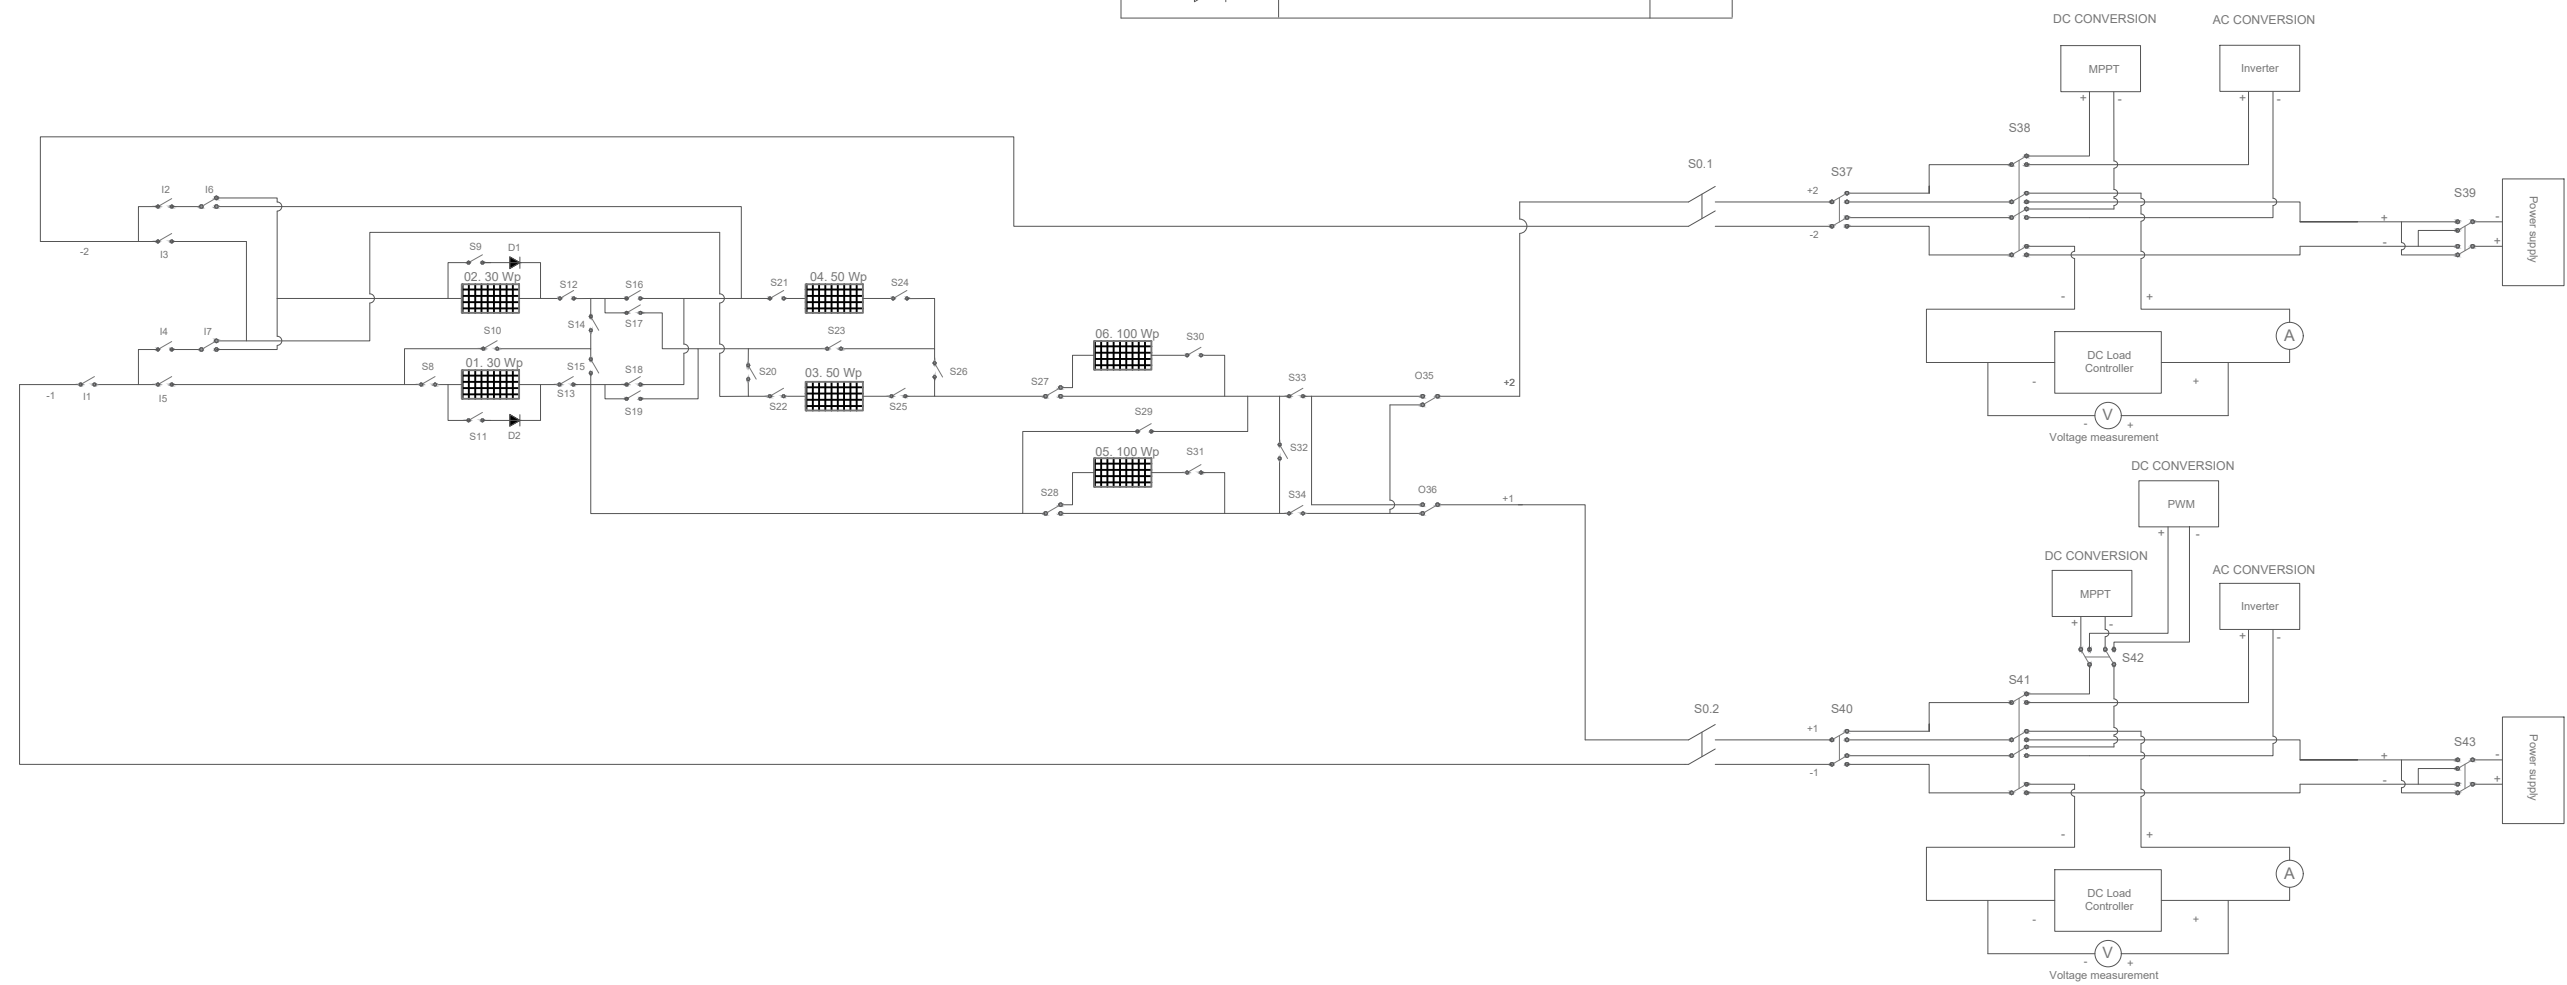 DC CONVERSION
AC CONVERSION
MPPT
Inverter
+
-
+
-
S38
S0.1
S37
+2
-2
S39
Power supply
+
-
-
+
I2
I6
I3
-2
S9
D1
02. 30 Wp
S12
S16
S14
S17
S10
I4
I7
-1
I1
I5
S8
01. 30 Wp
S15
S13
S18
S19
S11
D2
S21
04. 50 Wp
S24
S23
S20
S26
03. 50 Wp
S22
S25
06. 100 Wp
S30
S27
S29
05. 100 Wp
S31
S28
S33
S32
S34
O35
O36
+2
+1
-
+
A
DC Load
Controller
-
+
V
-
+
Voltage measurement
DC CONVERSION
PWM
+
-
DC CONVERSION
AC CONVERSION
MPPT
Inverter
+
-
+
-
S42
S41
S0.2
S40
+1
-1
S43
Power supply
+
-
-
+
-
+
A
DC Load
Controller
-
+
V
-
+
Voltage measurement